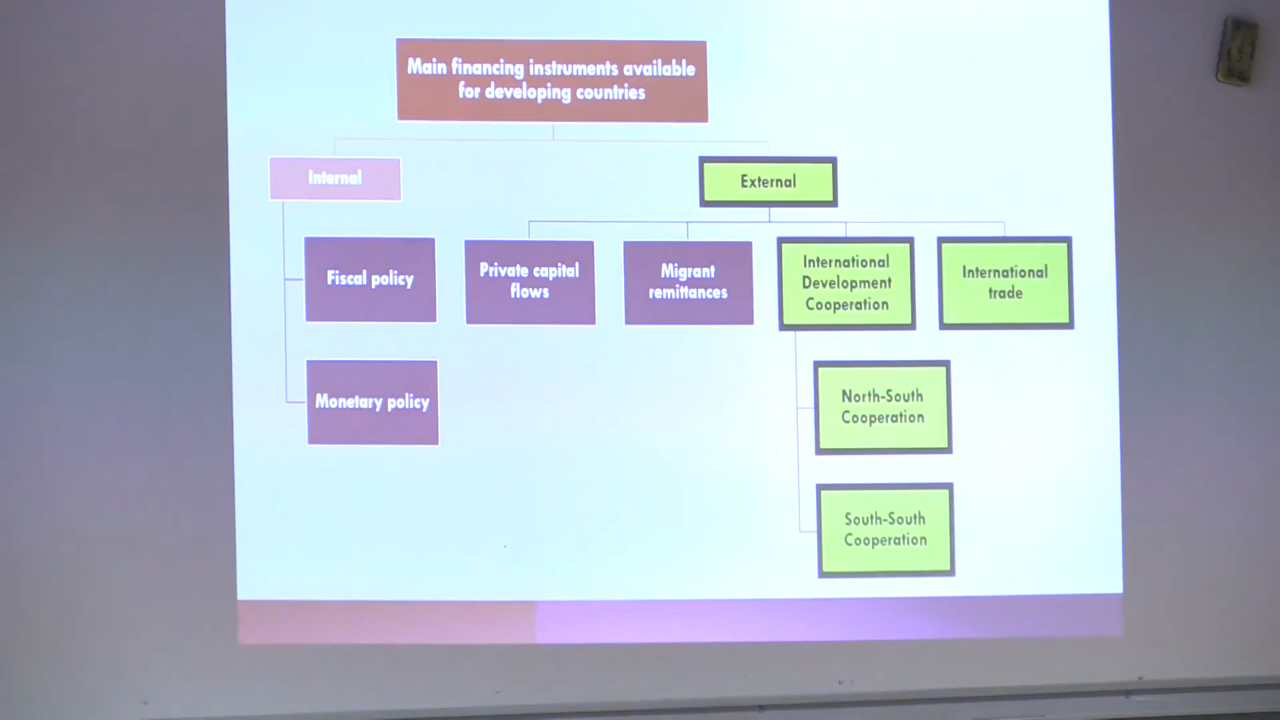 Main financing instruments available
for developing countries
Internal
External
Fiscal policy
Private capital
flows
Migrant
remittances
International
Development
Cooperation
International
trade
Monetary policy
North-South
Cooperation
South-South
Cooperation